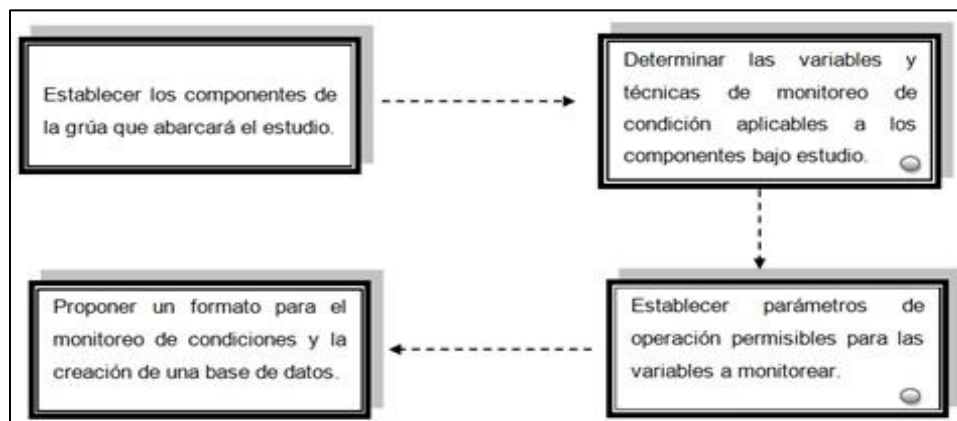 Establecer los componentes de
la grúa que abarcará el estudio.
Determinar las variables y
técnicas de monitoreo de
condición aplicables a los
componentes bajo estudio.
Establecer parámetros de
operación permisibles para las
variables a monitorear.
Proponer un formato para el
monitoreo de condiciones y la
creación de una base de datos.